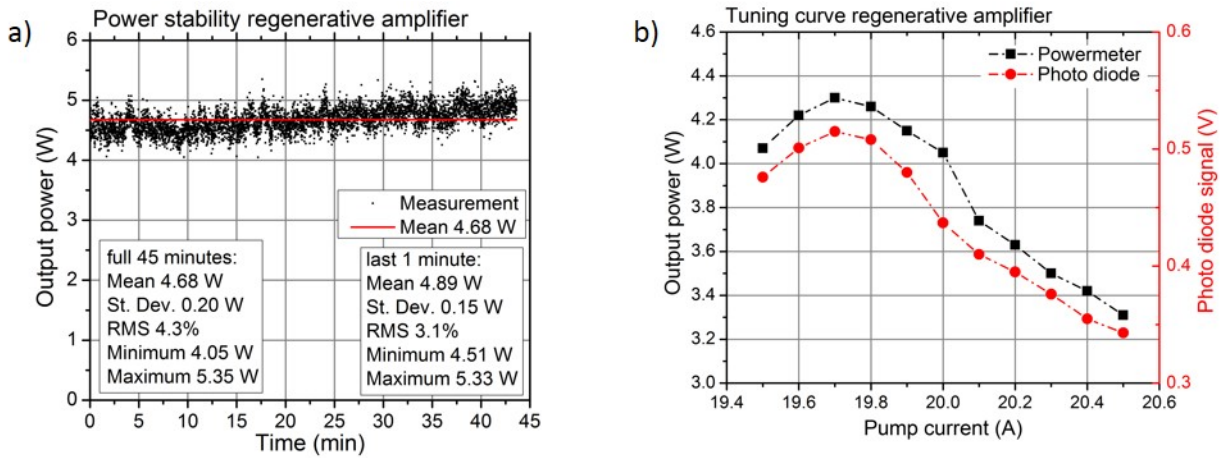 a)
Power stability regenerative amplifier
6
5
4
3
2
1
0
Output power (W)
Measurement
Mean 4.68 W
full 45 minutes:
Mean 4.68 W
St. Dev. 0.20 W
RMS 4.3%
Minimum 4.05 W
Maximum 5.35 W
last 1 minute:
Mean 4.89 W
St. Dev. 0.15 W
RMS 3.1%
Minimum 4.51 W
Maximum 5.33 W
0 5 10 15 20 25 30 35 40 45
Time (min)
b)
Tuning curve regenerative amplifier
4.6
4.4
4.2
4.0
3.8
3.6
3.4
3.2
3.0
Output power (W)
Powermeter
Photo diode
0.6
0.5
0.4
0.3
Photo diode signal (V)
19.4 19.6 19.8 20.0 20.2 20.4 20.6
Pump current (A)